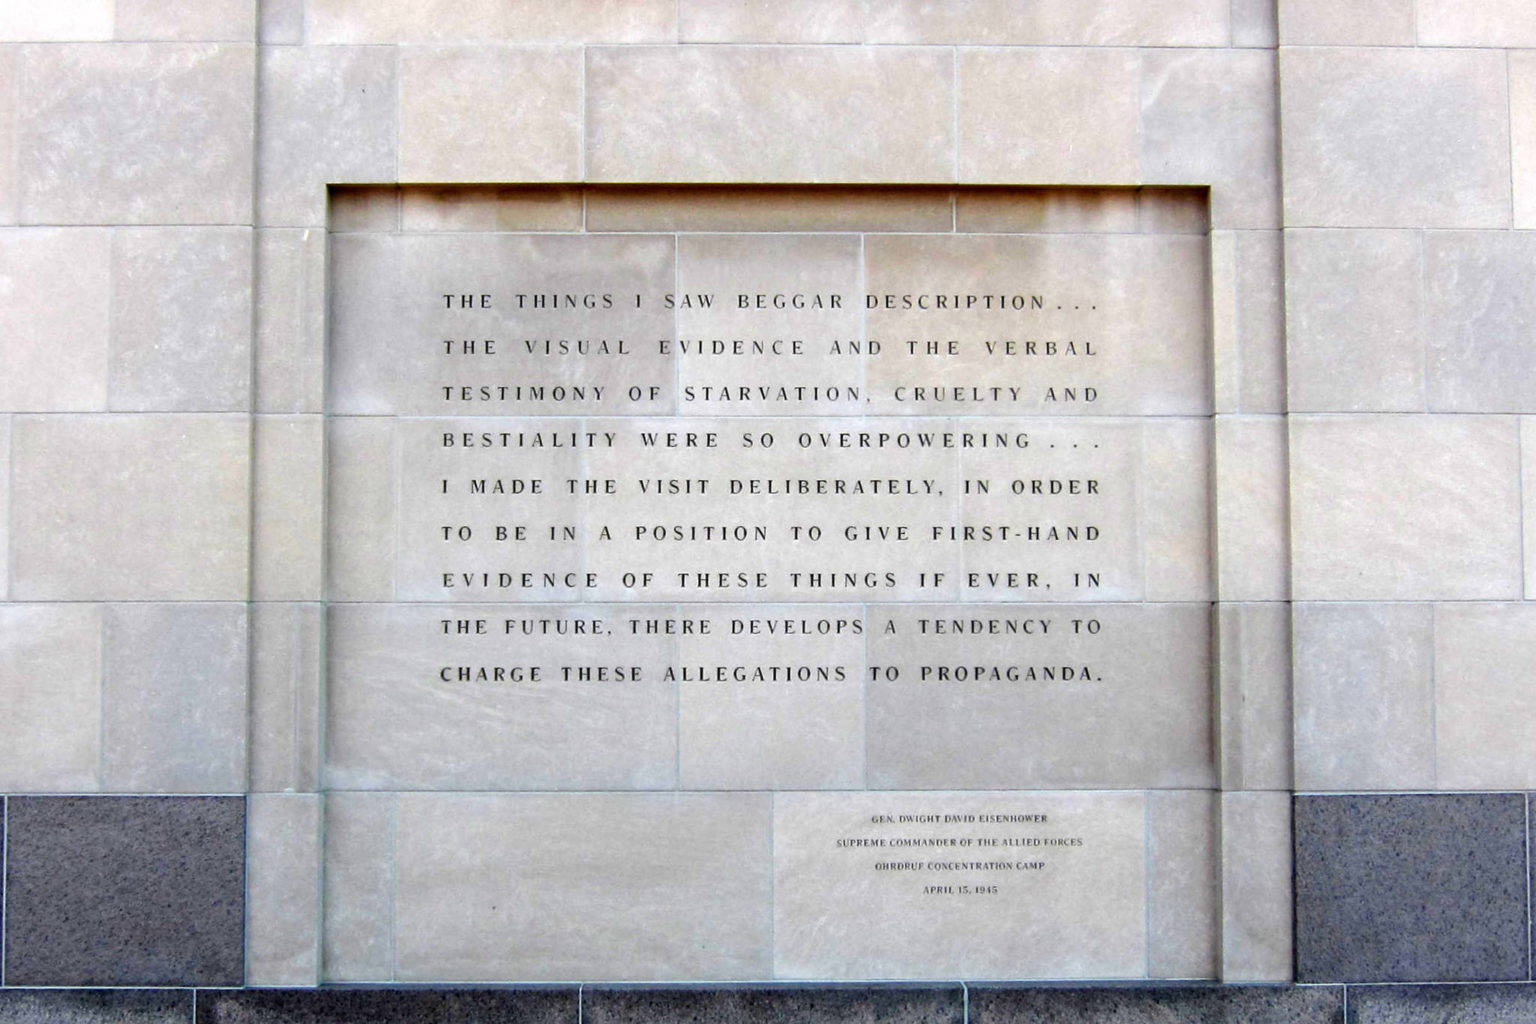 THE THINGS I SAW BEGGAR DESCRIPTION . . .
THE VISUAL EVIDENCE AND THE VERBAL
TESTIMONY OF STARVATION, CRUELTY AND
BESTIALITY WERE SO OVERPOWERING . . .
I MADE THE VISIT DELIBERATELY, IN ORDER
TO BE IN A POSITION TO GIVE FIRST-HAND
EVIDENCE OF THESE THINGS IF EVER, IN
THE FUTURE, THERE DEVELOPS A TENDENCY TO
CHARGE THESE ALLEGATIONS TO PROPAGANDA.
GEN. DWIGHT DAVID EISENHOWER
SUPREME COMMANDER OF THE ALLIED FORCES
OHRDRUF CONCENTRATION CAMP
APRIL 15, 1945